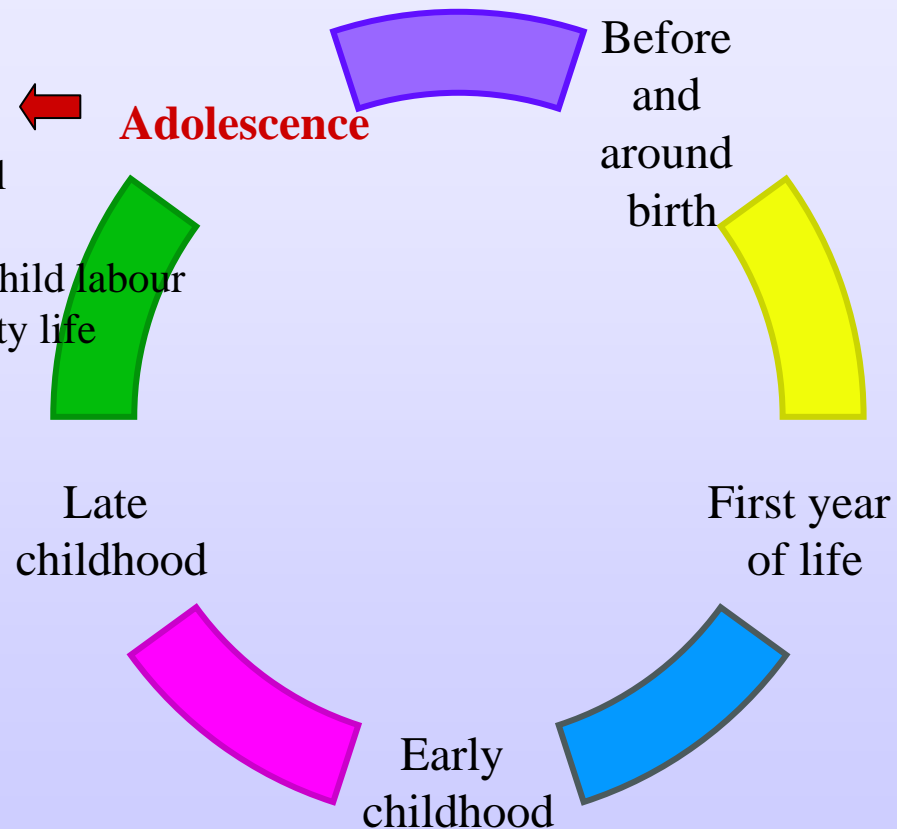 Before
and
around
birth
Adolescence
hild labour
ty life
Late
childhood
First year
of life
Early
childhood